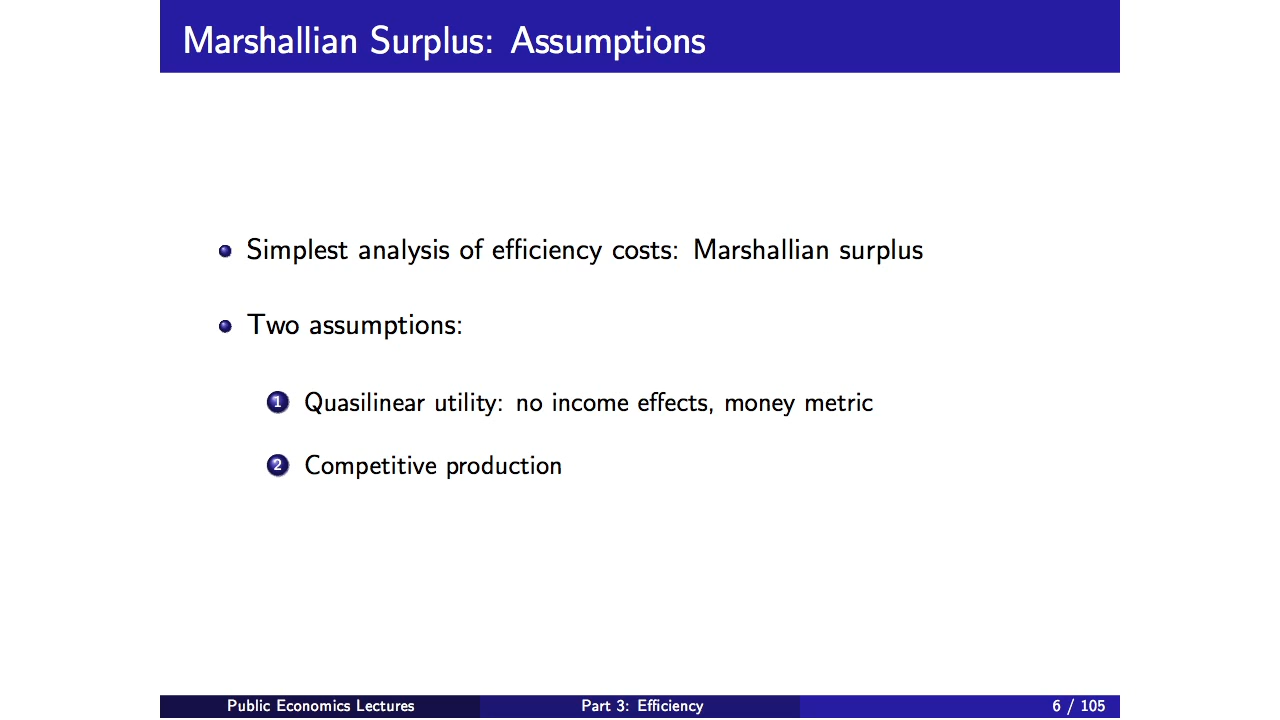 Marshallian Surplus: Assumptions
Simplest analysis of efficiency costs: Marshallian surplus
Two assumptions:
1 Quasilinear utility: no income effects, money metric
2 Competitive production
Public Economics Lectures
Part 3: Efficiency
6 / 105